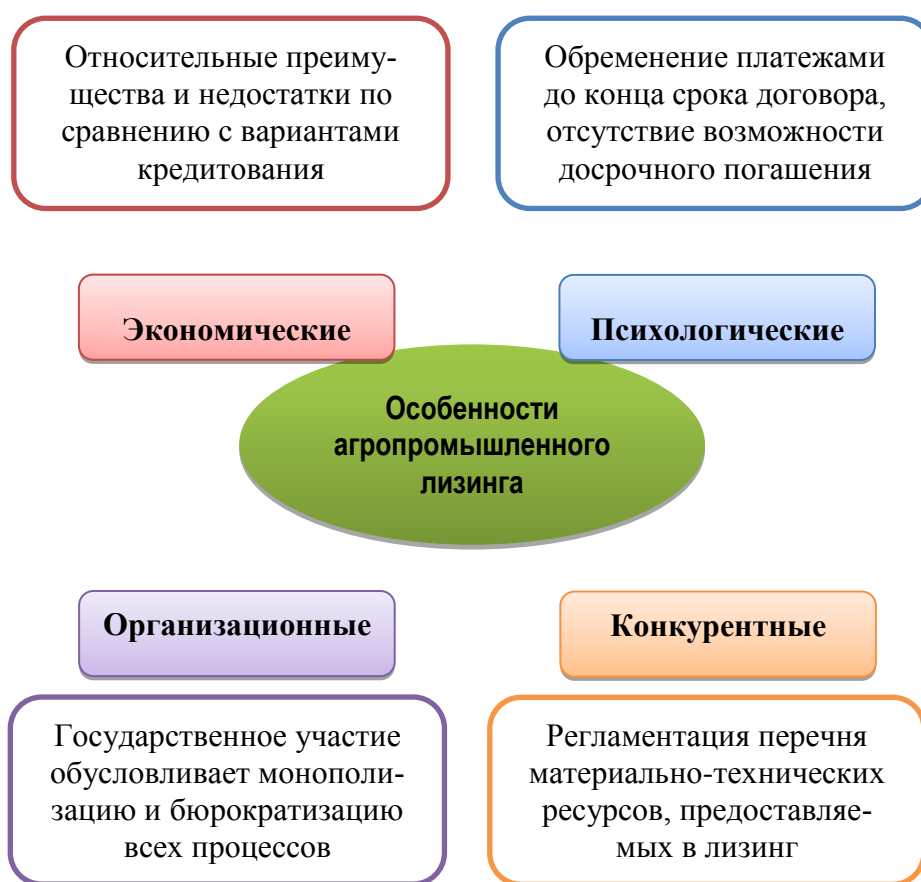 Относительные преиму-
щества и недостатки по
сравнению с вариантами
кредитования
Обременение платежами
до конца срока договора,
отсутствие возможности
досрочного погашения
Экономические
Психологические
Особенности
агропромышленного
лизинга
Организационные
Конкурентные
Государственное участие
обусловливает монополи-
зацию и бюрократизацию
всех процессов
Регламентация перечня
материально-технических
ресурсов, предоставляе-
мых в лизинг